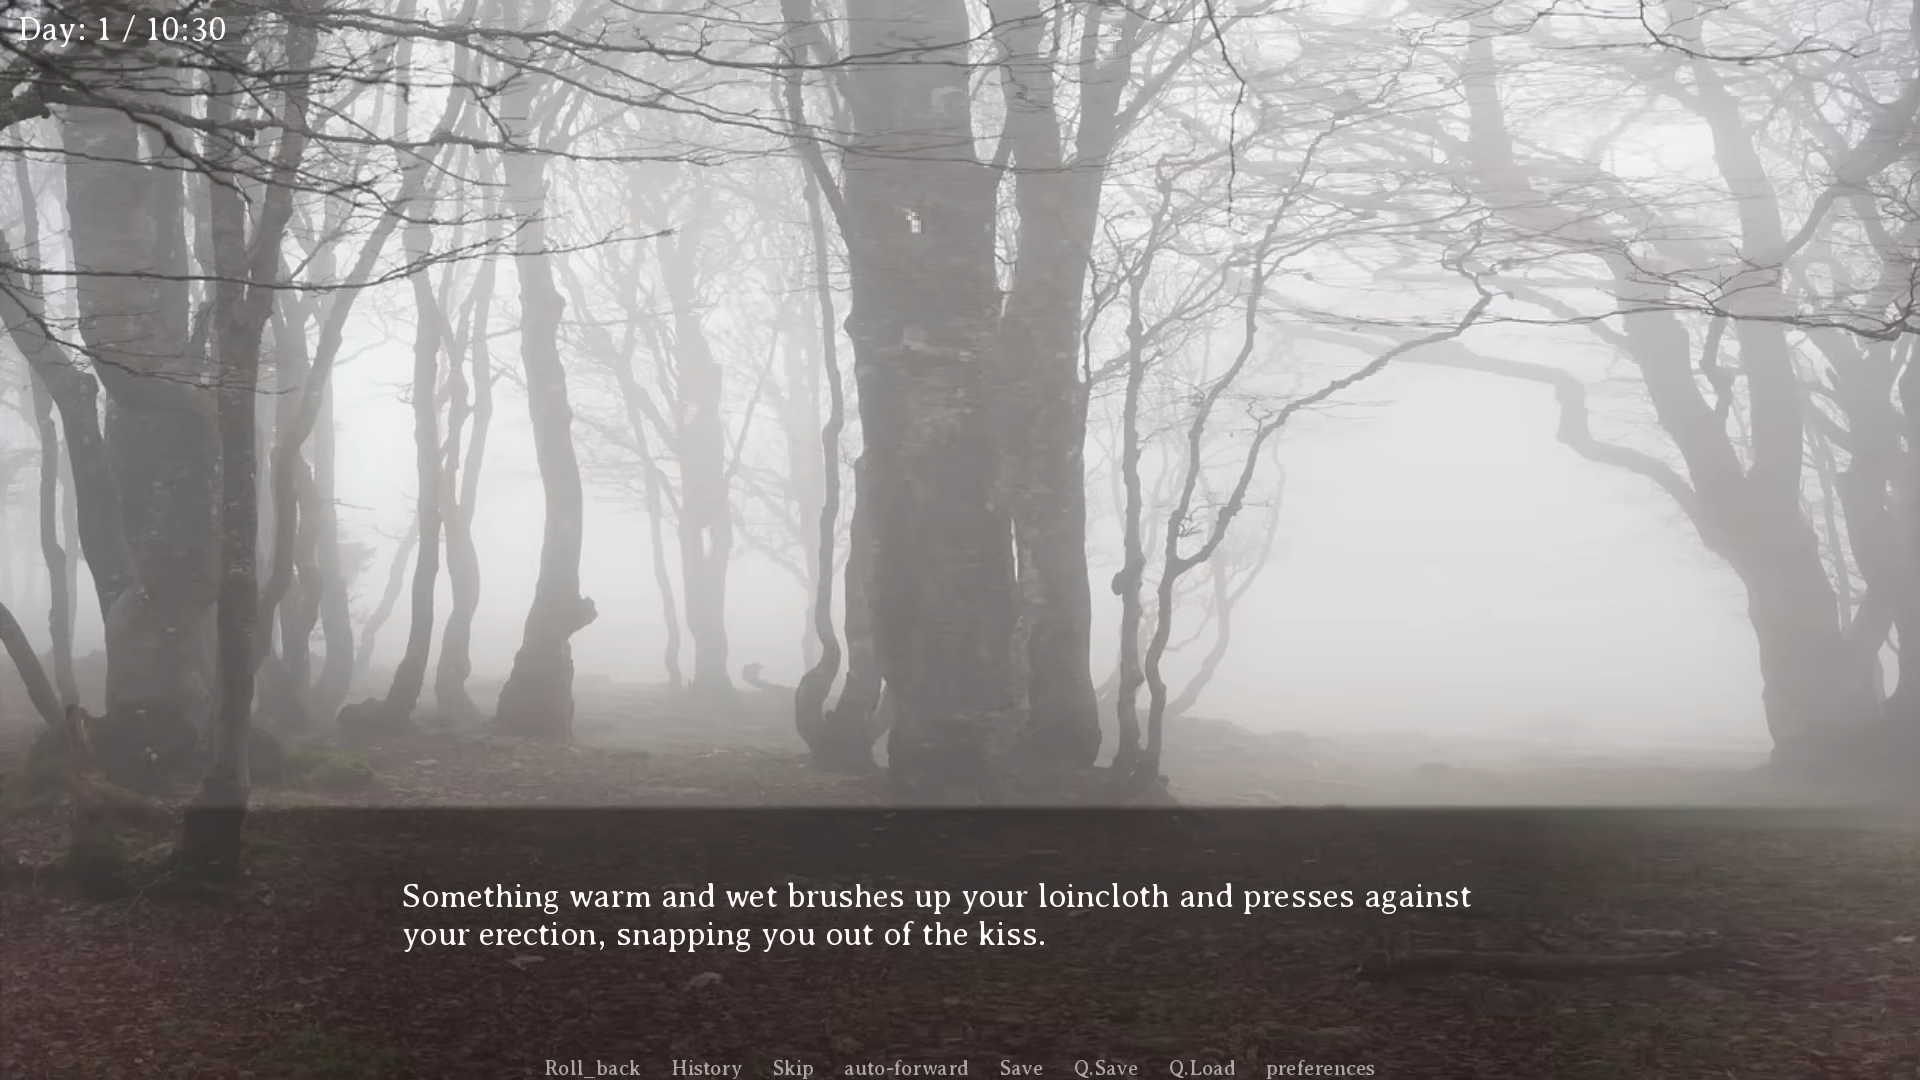 Day: 1 / 10:30
Something warm and wet brushes up your loincloth and presses against
your erection, snapping you out of the kiss.
Roll_back History Skip auto-forward Save Q.Save Q.Load preferences